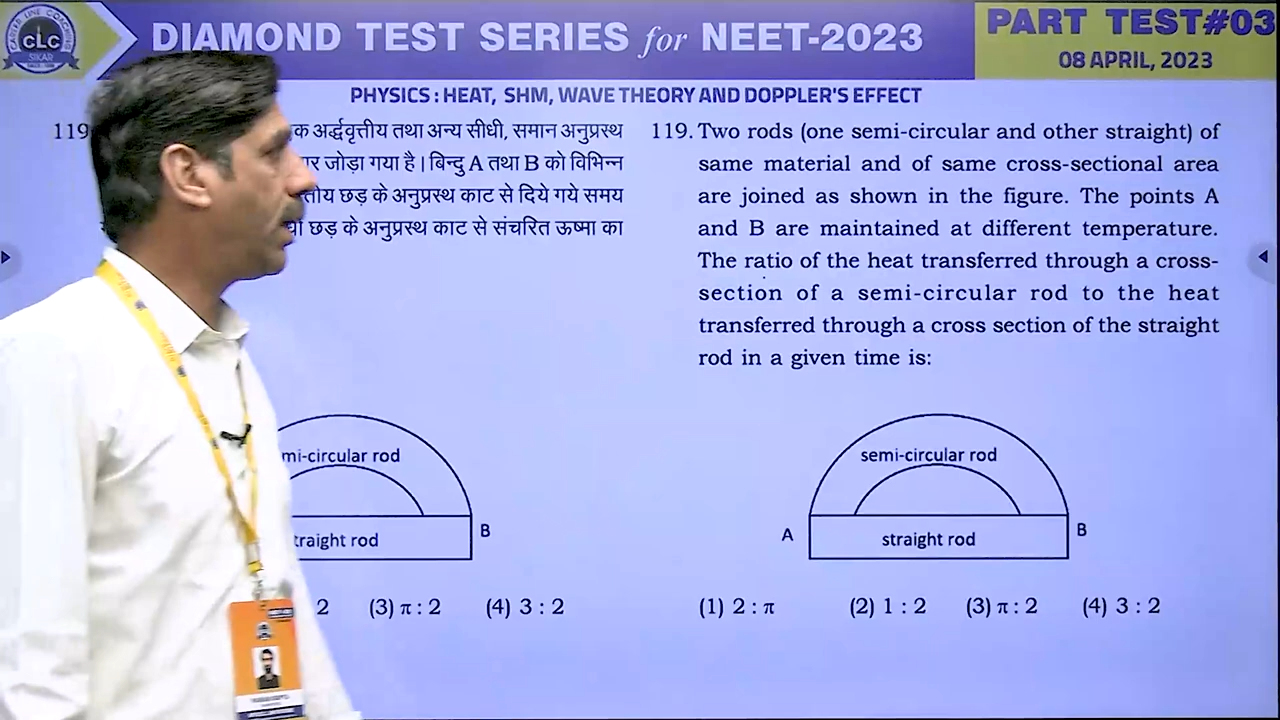 CLC
SIKAR
DIAMOND TEST SERIES for NEET-2023
PART TEST#03
08 APRIL, 2023
PHYSICS : HEAT, SHM, WAVE THEORY AND DOPPLER'S EFFECT
119
क अर्द्धवृत्तीय तथा अन्य सीधी, समान अनुप्रस्थ
जोड़ा गया है। बिन्दु A तथा B को विभिन्न
तीय छड़ के अनुप्रस्थ काट से दिये गये समय
छड़ के अनुप्रस्थ काट से संचरित ऊष्मा का
mi-circular rod
traight rod
B
2 (3) π : 2 (4) 3 : 2
119. Two rods (one semi-circular and other straight) of
same material and of same cross-sectional area
are joined as shown in the figure. The points A
and B are maintained at different temperature.
The ratio of the heat transferred through a cross-
section of a semi-circular rod to the heat
transferred through a cross section of the straight
rod in a given time is:
semi-circular rod
A straight rod B
(1) 2 : π (2) 1 : 2 (3) π : 2 (4) 3 : 2